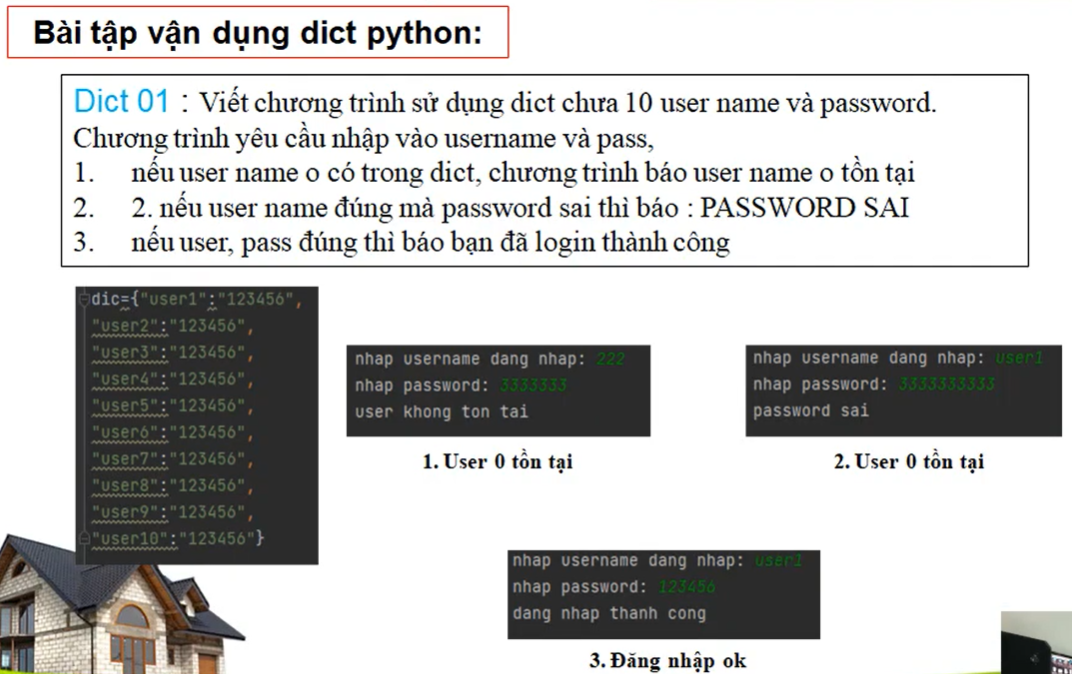 Bài tập vận dụng dict python:
Dict 01 : Viết chương trình sử dụng dict chưa 10 user name và password.
Chương trình yêu cầu nhập vào username và pass,
1. nếu user name o có trong dict, chương trình báo user name o tồn tại
2. 2. nếu user name đúng mà password sai thì báo : PASSWORD SAI
3. nếu user, pass đúng thì báo bạn đã login thành công
dic={"user1":"123456",
"user2":"123456",
"user3":"123456",
"user4":"123456",
"user5":"123456",
"user6":"123456",
"user7":"123456",
"user8":"123456",
"user9":"123456",
"user10":"123456"}
nhap username dang nhap: 222
nhap password: 3333333
user khong ton tai
1. User 0 tồn tại
nhap username dang nhap: user1
nhap password: 3333333333
password sai
2. User 0 tồn tại
nhap username dang nhap: user1
nhap password: 123456
dang nhap thanh cong
3. Đăng nhập ok